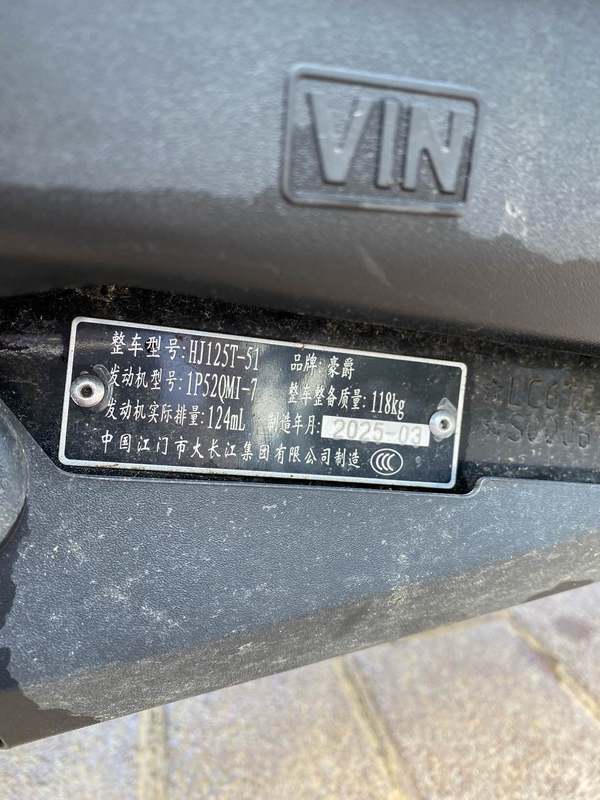 VIN
整车型号:HJ125T-51 品牌:豪爵
发动机型号:1P52QMI-7 整车整备质量:118kg
发动机实际排量:124mL 制造年月:2025-03
中国江门市大长江集团有限公司制造 CCC